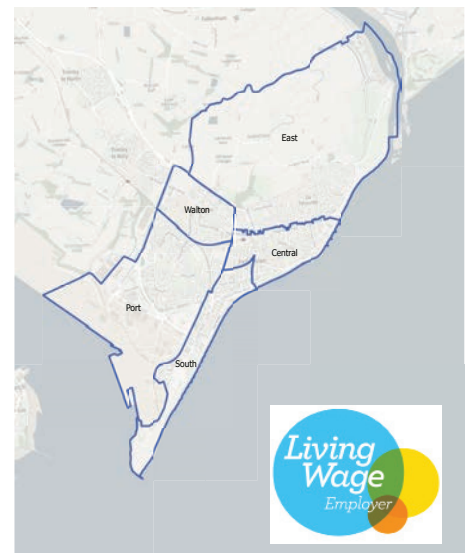 East
Walton
Central
Port
South
Living
Wage
Employer